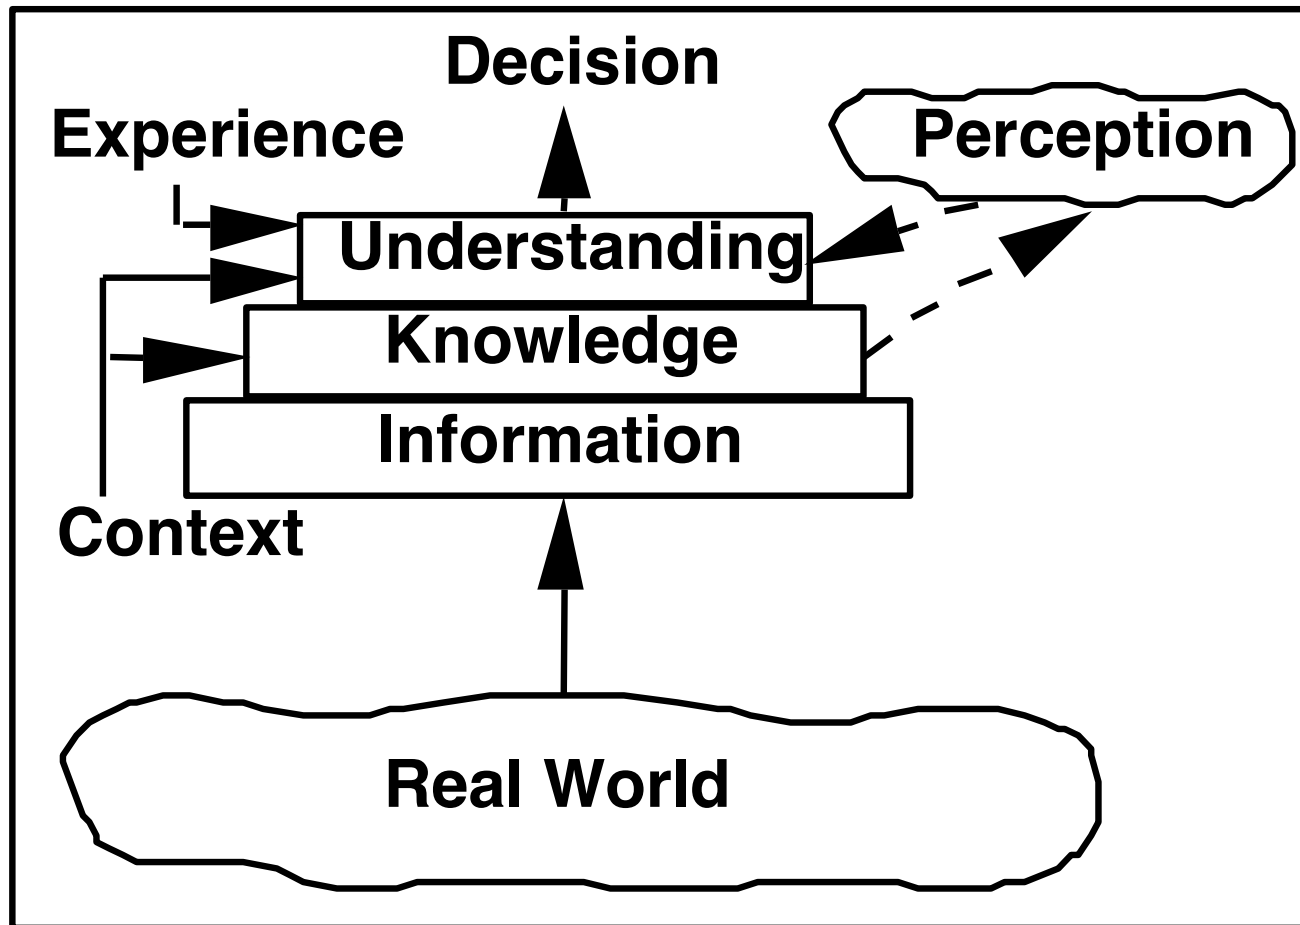 Decision
Experience
Perception
Understanding
Knowledge
Information
Context
Real World